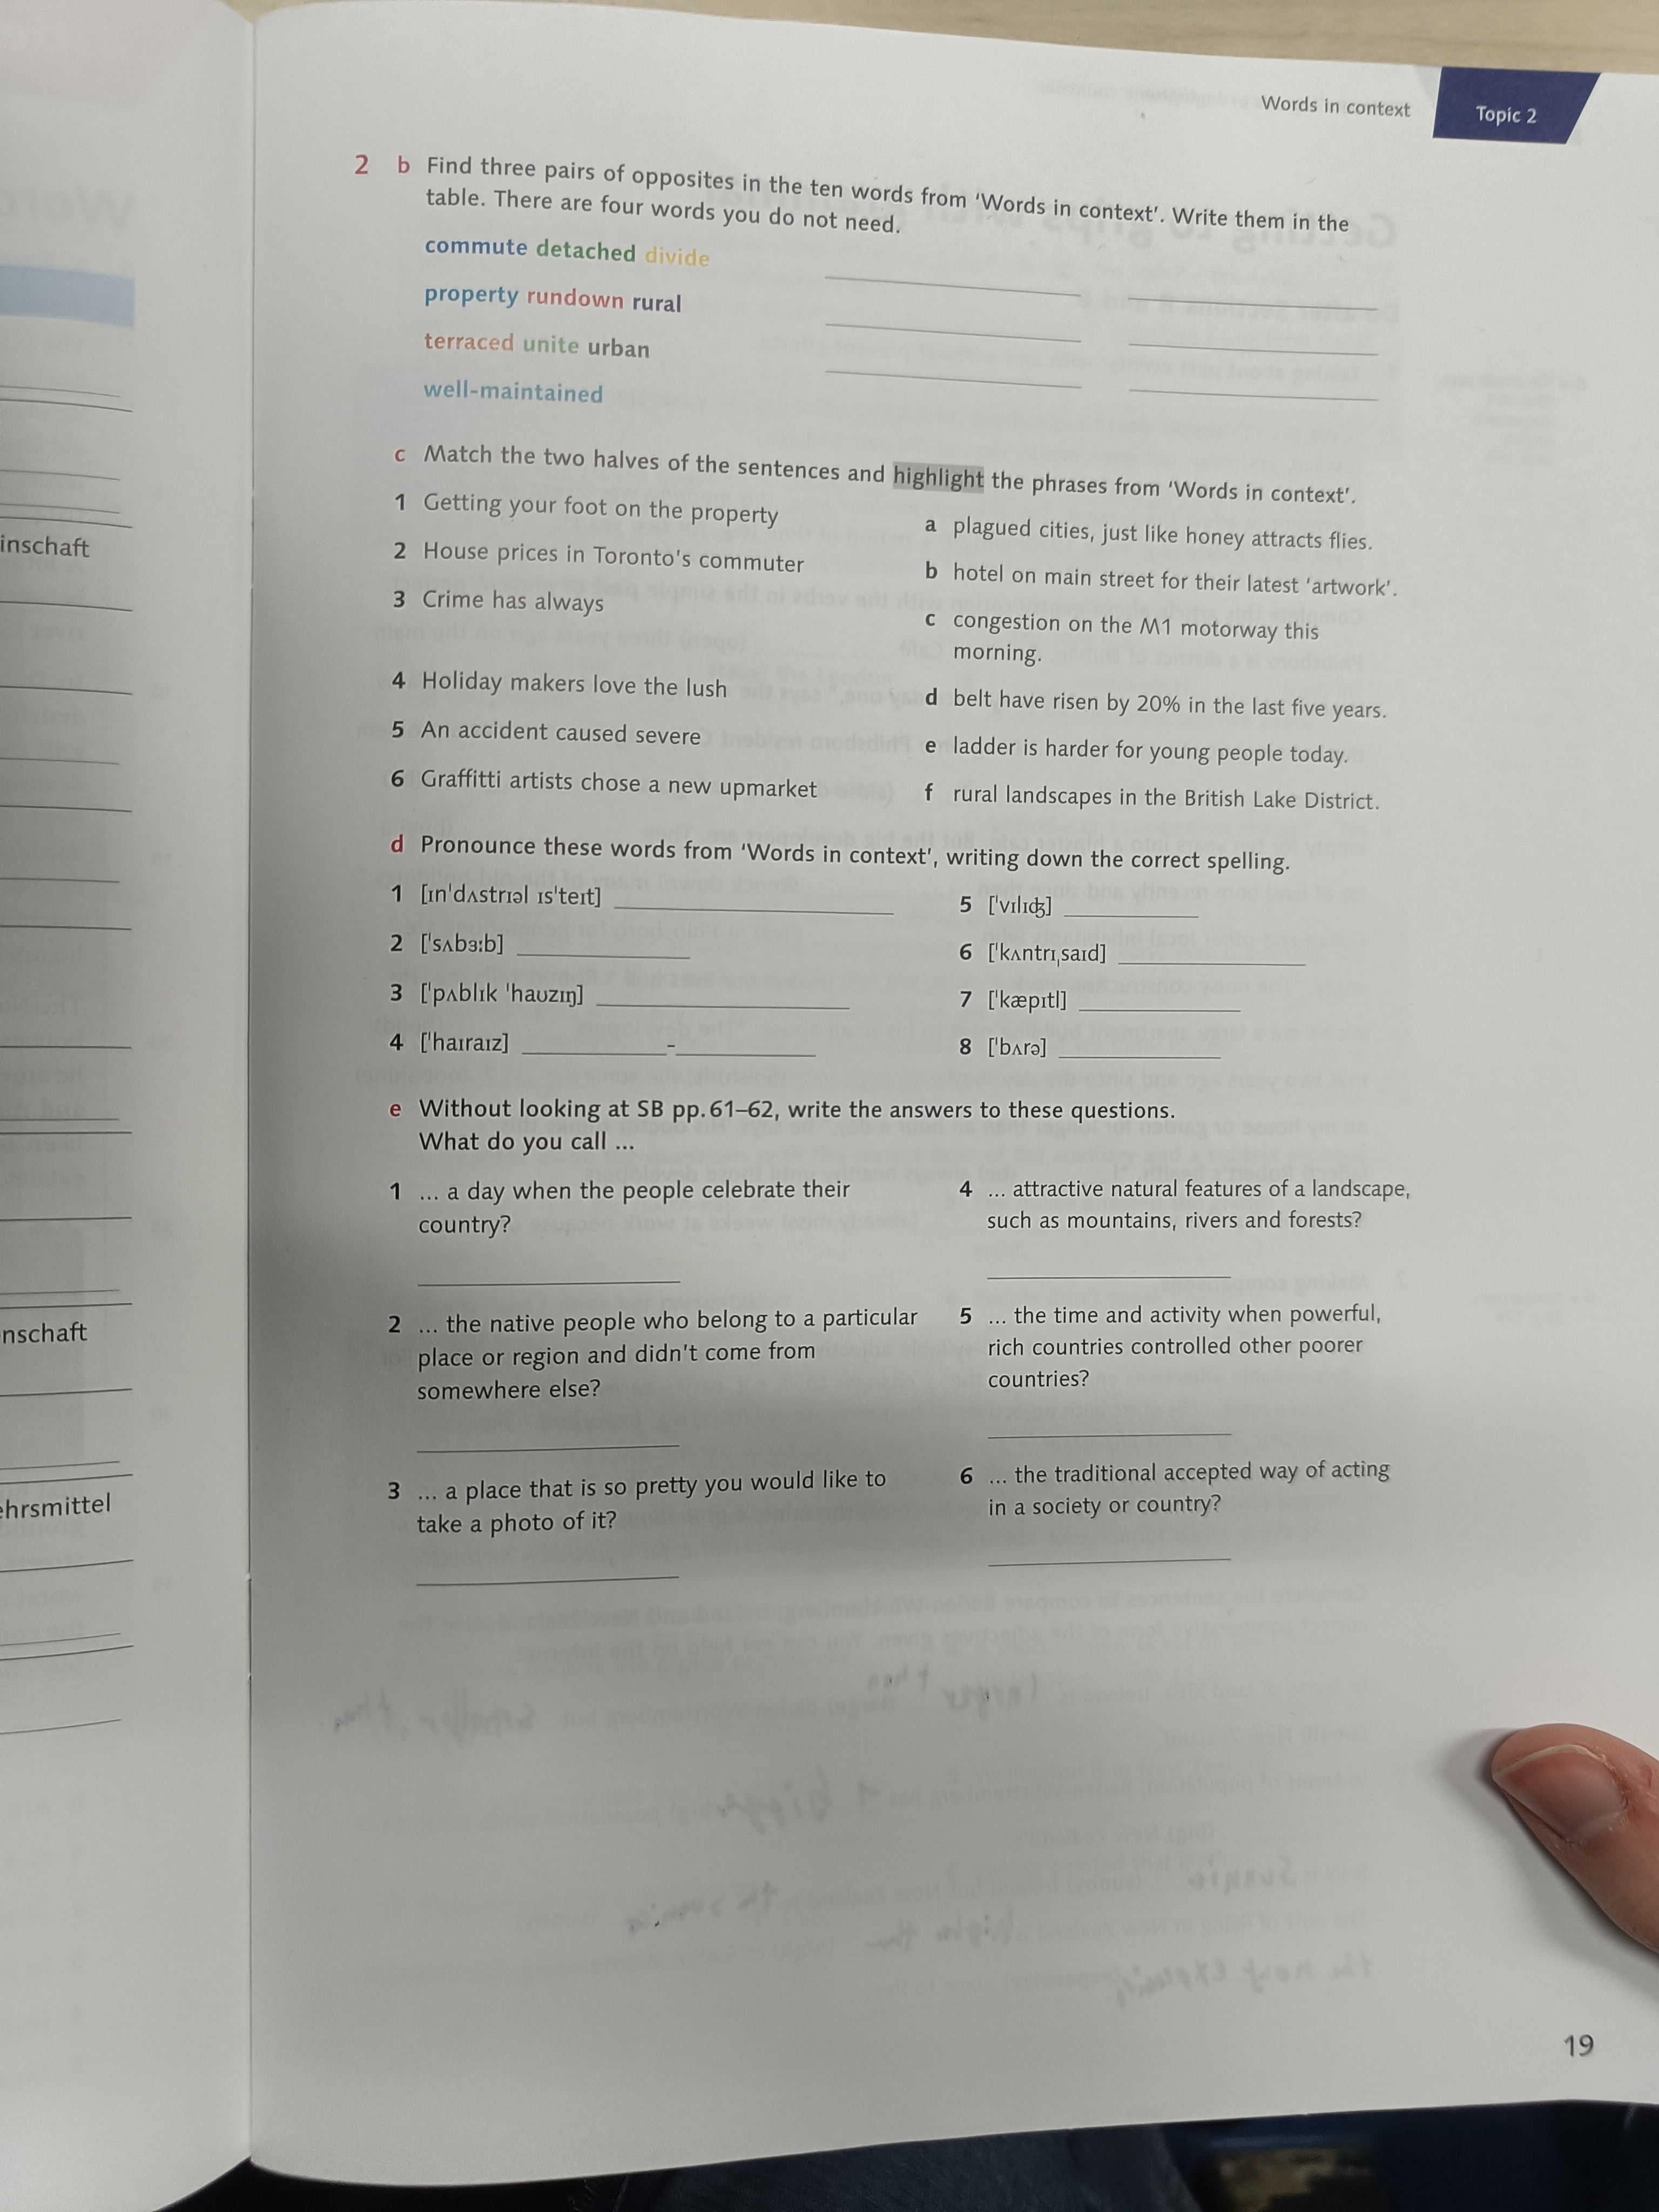 Words in context
Topic 2
2 b Find three pairs of opposites in the ten words from ‘Words in context’. Write them in the
table. There are four words you do not need.
commute detached divide
property rundown rural
terraced unite urban
well-maintained
c Match the two halves of the sentences and highlight the phrases from ‘Words in context’.
1 Getting your foot on the property
2 House prices in Toronto's commuter
3 Crime has always
4 Holiday makers love the lush
5 An accident caused severe
6 Graffitti artists chose a new upmarket
a plagued cities, just like honey attracts flies.
b hotel on main street for their latest ‘artwork’.
c congestion on the M1 motorway this
morning.
d belt have risen by 20% in the last five years.
e ladder is harder for young people today.
f rural landscapes in the British Lake District.
d Pronounce these words from ‘Words in context’, writing down the correct spelling.
1 [ɪnˈdʌstrɪəl ɪsˈteɪt]
2 [ˈsʌbɜːb]
3 [ˈpʌblɪk ˈhaʊzɪŋ]
4 [ˈhaɪraɪz] -
5 [ˈvɪlɪʤ]
6 [ˈkʌntrɪˌsaɪd]
7 [ˈkæpɪtl]
8 [ˈbʌrə]
e Without looking at SB pp. 61–62, write the answers to these questions.
What do you call ...
1 ... a day when the people celebrate their
country?
2 ... the native people who belong to a particular
place or region and didn't come from
somewhere else?
3 ... a place that is so pretty you would like to
take a photo of it?
4 ... attractive natural features of a landscape,
such as mountains, rivers and forests?
5 ... the time and activity when powerful,
rich countries controlled other poorer
countries?
6 ... the traditional accepted way of acting
in a society or country?
19
inschaft
nschaft
ehrsmittel